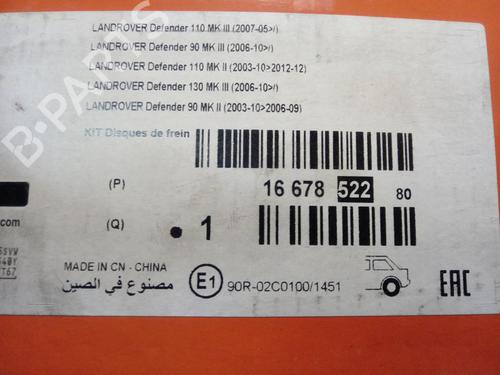 LANDROVER Defender 110 MK III (2007-05>/)
LANDROVER Defender 90 MK III (2006-10>/)
LANDROVER Defender 110 MK II (2003-10>2012-12)
LANDROVER Defender 130 MK III (2006-10>/)
LANDROVER Defender 90 MK II (2003-10>2006-09)
B-PARTS
KIT Disques de frein
(P)
16 678 522 80
.com
(Q)
1
MADE IN CN - CHINA
مصنوع في الصين
E1
90R-02C0100/1451
EAC